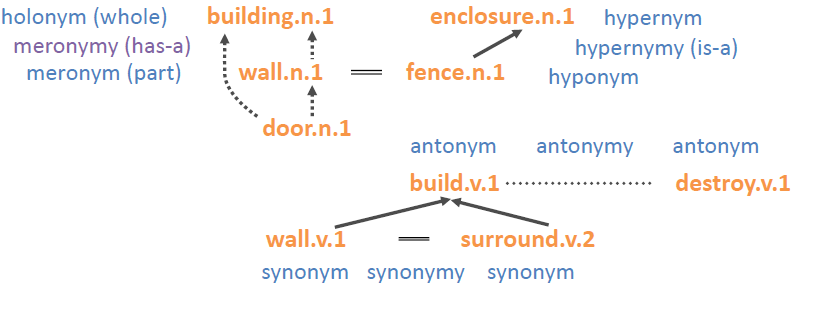 holonym (whole) building.n.1 enclosure.n.1 hypernym
meronymy (has-a) hypernymy (is-a)
meronym (part) wall.n.1 fence.n.1 hyponym
door.n.1
antonym antonymy antonym
build.v.1 destroy.v.1
wall.v.1 surround.v.2
synonym synonymy synonym